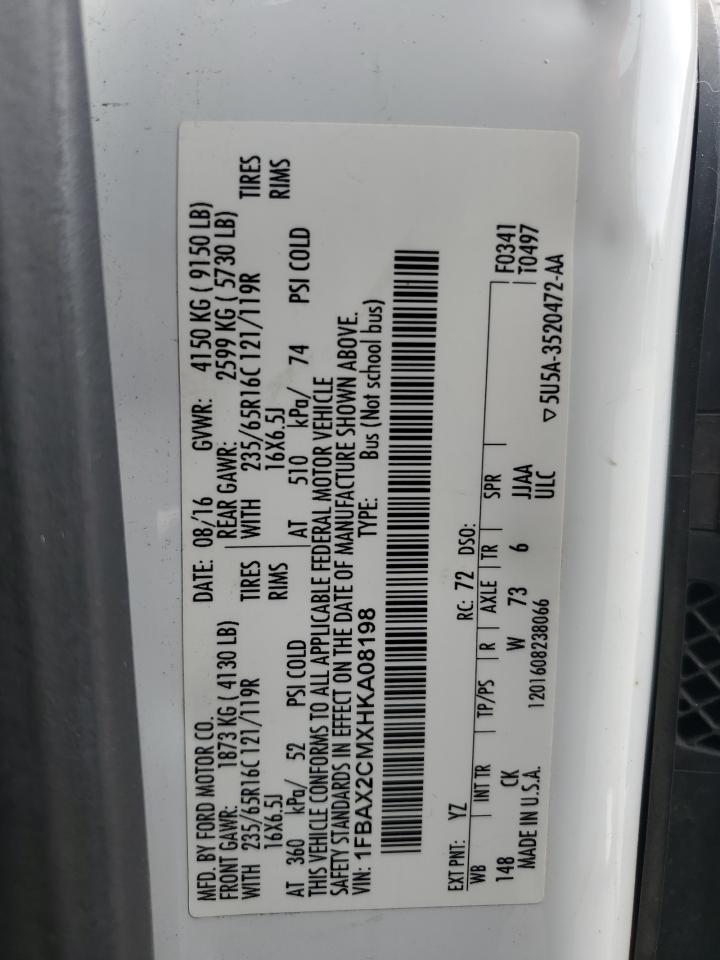 MFD. BY FORD MOTOR CO.
DATE: 08/16 GVWR: 4150 KG ( 9150 LB)
FRONT GAWR: 1873 KG ( 4130 LB)
REAR GAWR: 2599 KG ( 5730 LB)
WITH 235/65R16C 121/119R TIRES
WITH 235/65R16C 121/119R TIRES
16X6.5J RIMS
16X6.5J RIMS
AT 360 kPa/ 52 PSI COLD
AT 510 kPa/ 74 PSI COLD
THIS VEHICLE CONFORMS TO ALL APPLICABLE FEDERAL MOTOR VEHICLE
SAFETY STANDARDS IN EFFECT ON THE DATE OF MANUFACTURE SHOWN ABOVE.
VIN: 1FBAX2CMXHKA08198 TYPE: Bus (Not school bus)
EXT PNT: YZ RC: 72 DSO:
WB INT TR TP/PS R AXLE TR SPR F0341
T0497
148 CK W 73 6 JJAA
MADE IN U.S.A. 1201608238066 ULC ▽5U5A-3520472-AA